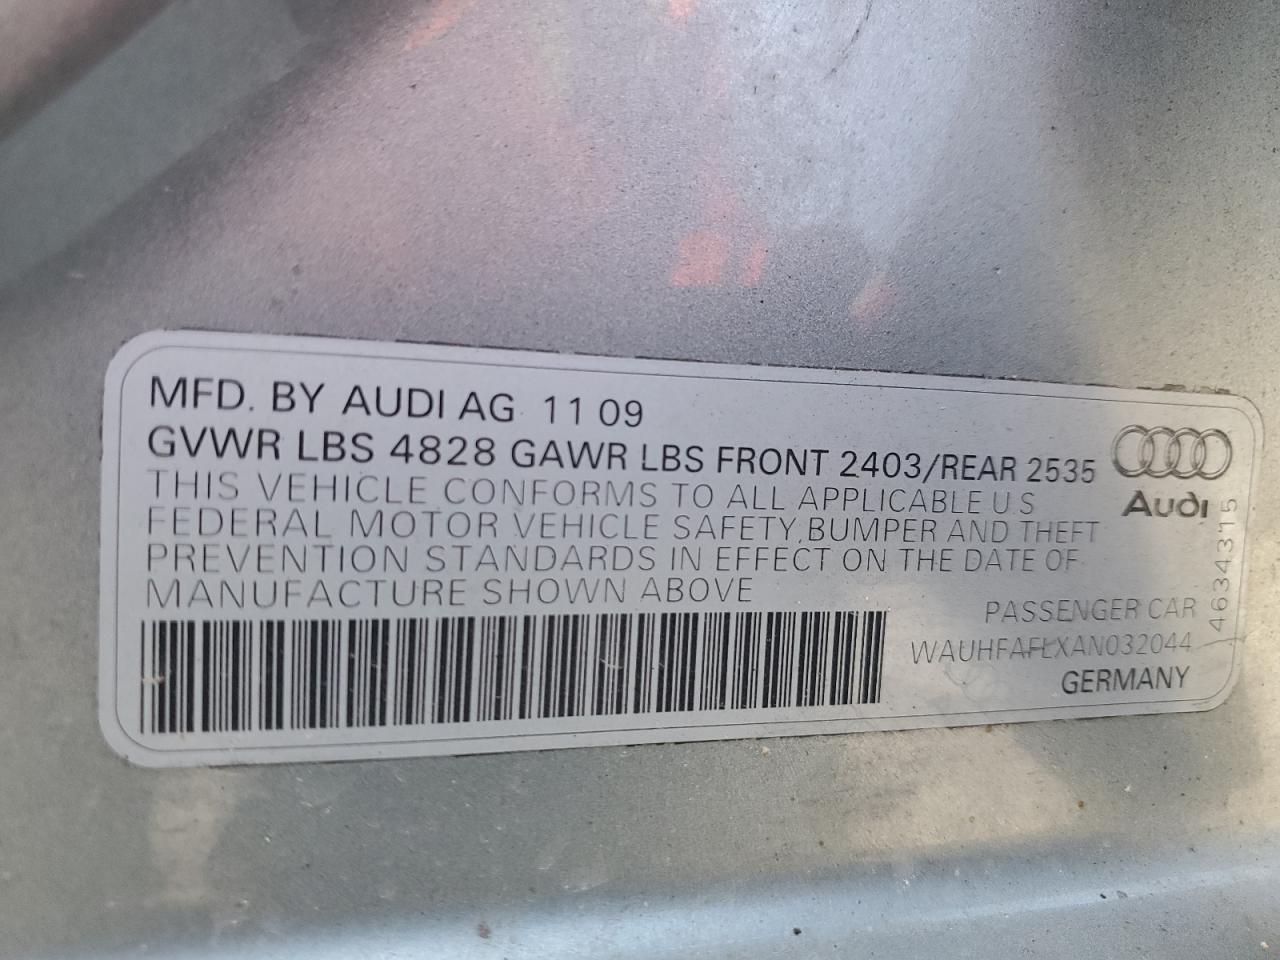 MFD. BY AUDI AG 11 09
GVWR LBS 4828 GAWR LBS FRONT 2403/REAR 2535
THIS VEHICLE CONFORMS TO ALL APPLICABLE U.S
FEDERAL MOTOR VEHICLE SAFETY, BUMPER AND THEFT
PREVENTION STANDARDS IN EFFECT ON THE DATE OF
MANUFACTURE SHOWN ABOVE
Audi
46343115
PASSENGER CAR
WAUHFAFLXAN032044
GERMANY